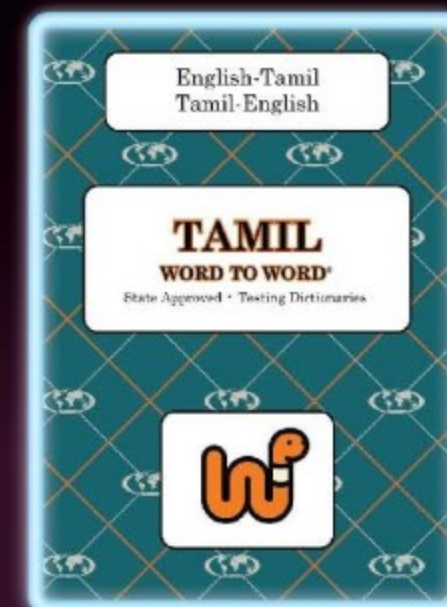 English-Tamil
Tamil-English
TAMIL
WORD TO WORD®
State Approved • Testing Dictionaries